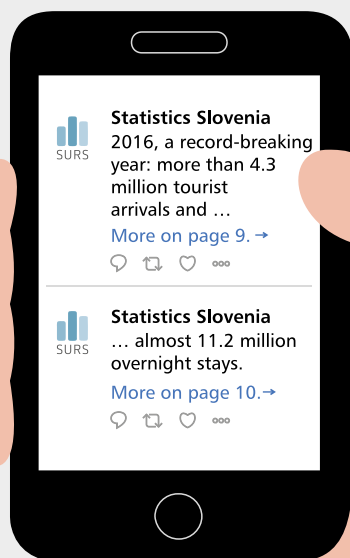 Statistics Slovenia
2016, a record-breaking
year: more than 4.3
million tourist
arrivals and …
More on page 9. →
SURS
Statistics Slovenia
… almost 11.2 million
overnight stays.
More on page 10.→
SURS